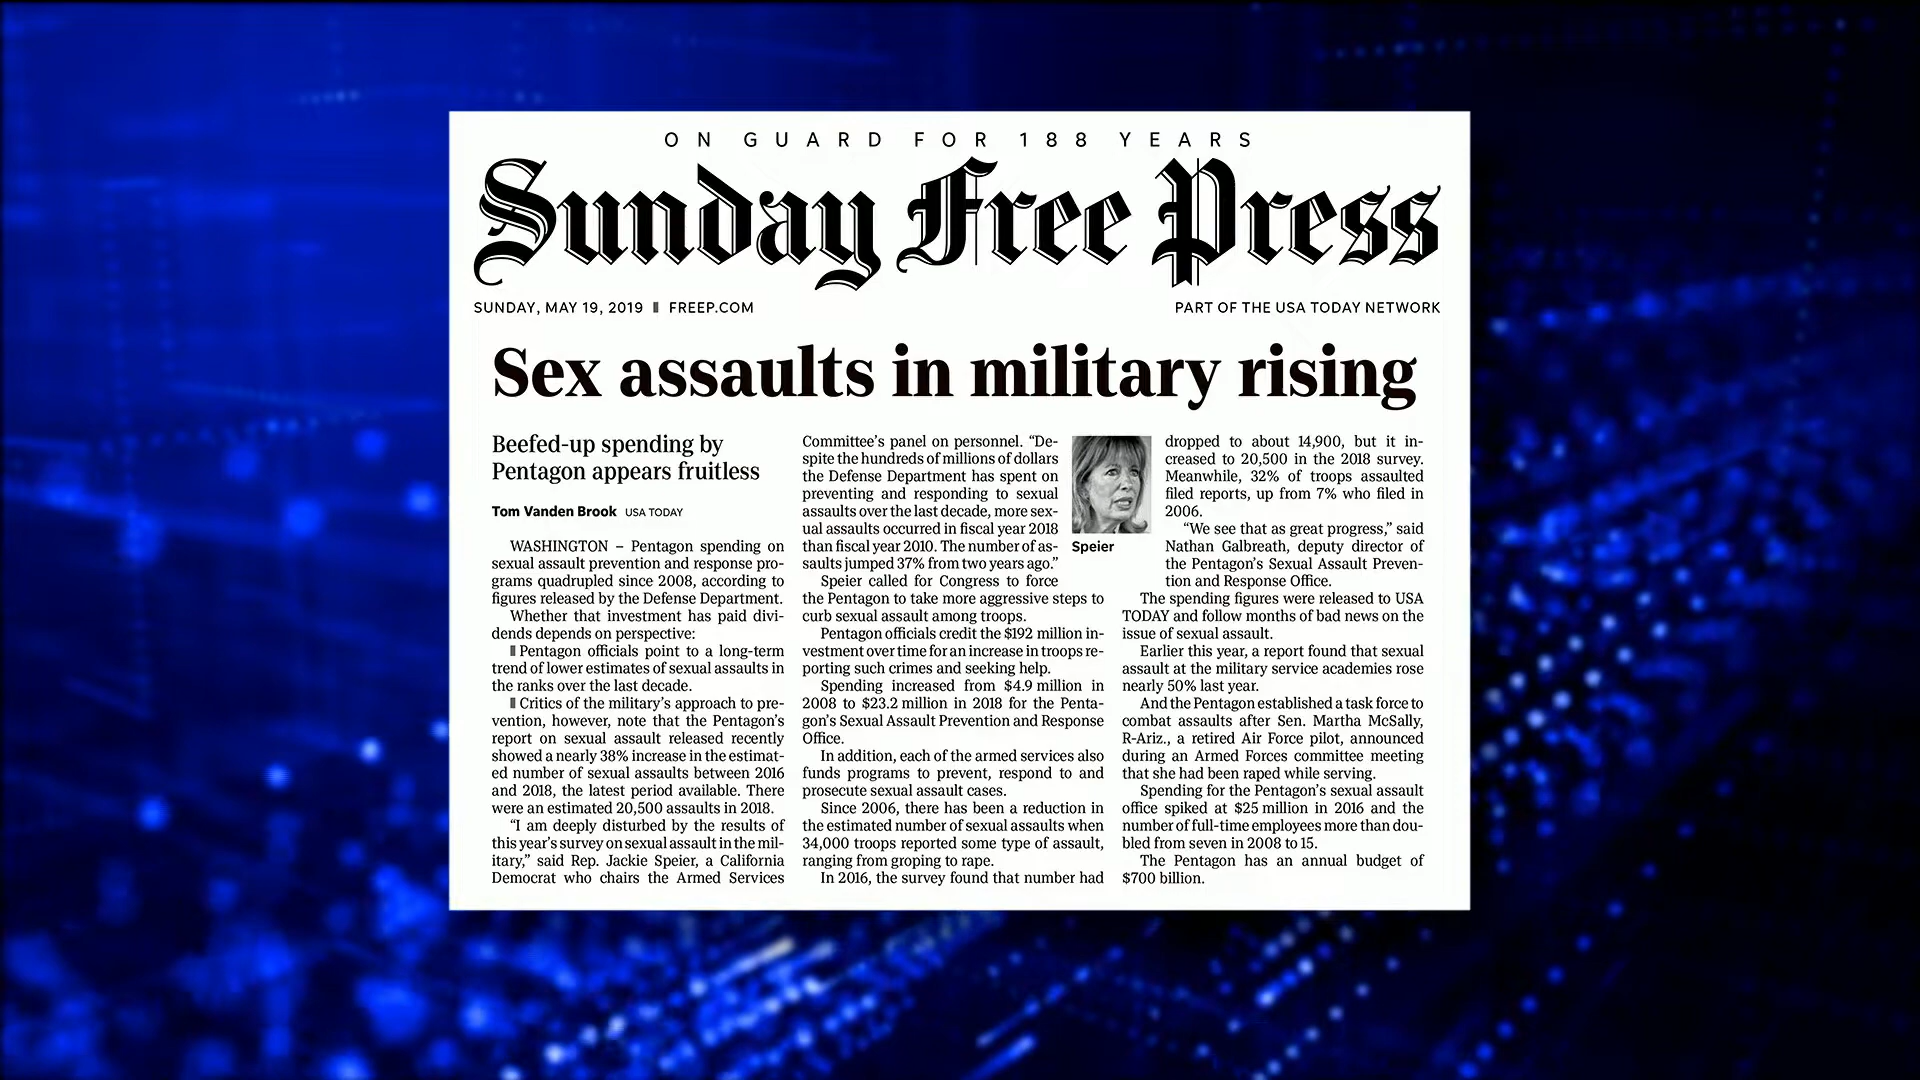 ON GUARD FOR 188 YEARS
Sunday Free Press
SUNDAY, MAY 19, 2019 FREEP.COM
PART OF THE USA TODAY NETWORK
Sex assaults in military rising
Beefed-up spending by
Pentagon appears fruitless
Tom Vanden Brook USA TODAY
WASHINGTON – Pentagon spending on
sexual assault prevention and response pro-
grams quadrupled since 2008, according to
figures released by the Defense Department.
Whether that investment has paid divi-
dends depends on perspective:
Pentagon officials point to a long-term
trend of lower estimates of sexual assaults in
the ranks over the last decade.
Critics of the military's approach to pre-
vention, however, note that the Pentagon's
report on sexual assault released recently
showed a nearly 38% increase in the estimat-
ed number of sexual assaults between 2016
and 2018, the latest period available. There
were an estimated 20,500 assaults in 2018.
“I am deeply disturbed by the results of
this year's survey on sexual assault in the mil-
itary,” said Rep. Jackie Speier, a California
Democrat who chairs the Armed Services
Committee's panel on personnel. “De-
spite the hundreds of millions of dollars
the Defense Department has spent on
preventing and responding to sexual
assaults over the last decade, more sex-
ual assaults occurred in fiscal year 2018
than fiscal year 2010. The number of as-
saults jumped 37% from two years ago.”
Speier called for Congress to force
the Pentagon to take more aggressive steps to
curb sexual assault among troops.
Pentagon officials credit the $192 million in-
vestment over time for an increase in troops re-
porting such crimes and seeking help.
Spending increased from $4.9 million in
2008 to $23.2 million in 2018 for the Penta-
gon's Sexual Assault Prevention and Response
Office.
In addition, each of the armed services also
funds programs to prevent, respond to and
prosecute sexual assault cases.
Since 2006, there has been a reduction in
the estimated number of sexual assaults when
34,000 troops reported some type of assault,
ranging from groping to rape.
In 2016, the survey found that number had
Speier
dropped to about 14,900, but it in-
creased to 20,500 in the 2018 survey.
Meanwhile, 32% of troops assaulted
filed reports, up from 7% who filed in
2006.
“We see that as great progress,” said
Nathan Galbreath, deputy director of
the Pentagon's Sexual Assault Preven-
tion and Response Office.
The spending figures were released to USA
TODAY and follow months of bad news on the
issue of sexual assault.
Earlier this year, a report found that sexual
assault at the military service academies rose
nearly 50% last year.
And the Pentagon established a task force to
combat assaults after Sen. Martha McSally,
R-Ariz., a retired Air Force pilot, announced
during an Armed Forces committee meeting
that she had been raped while serving.
Spending for the Pentagon's sexual assault
office spiked at $25 million in 2016 and the
number of full-time employees more than dou-
bled from seven in 2008 to 15.
The Pentagon has an annual budget of
$700 billion.